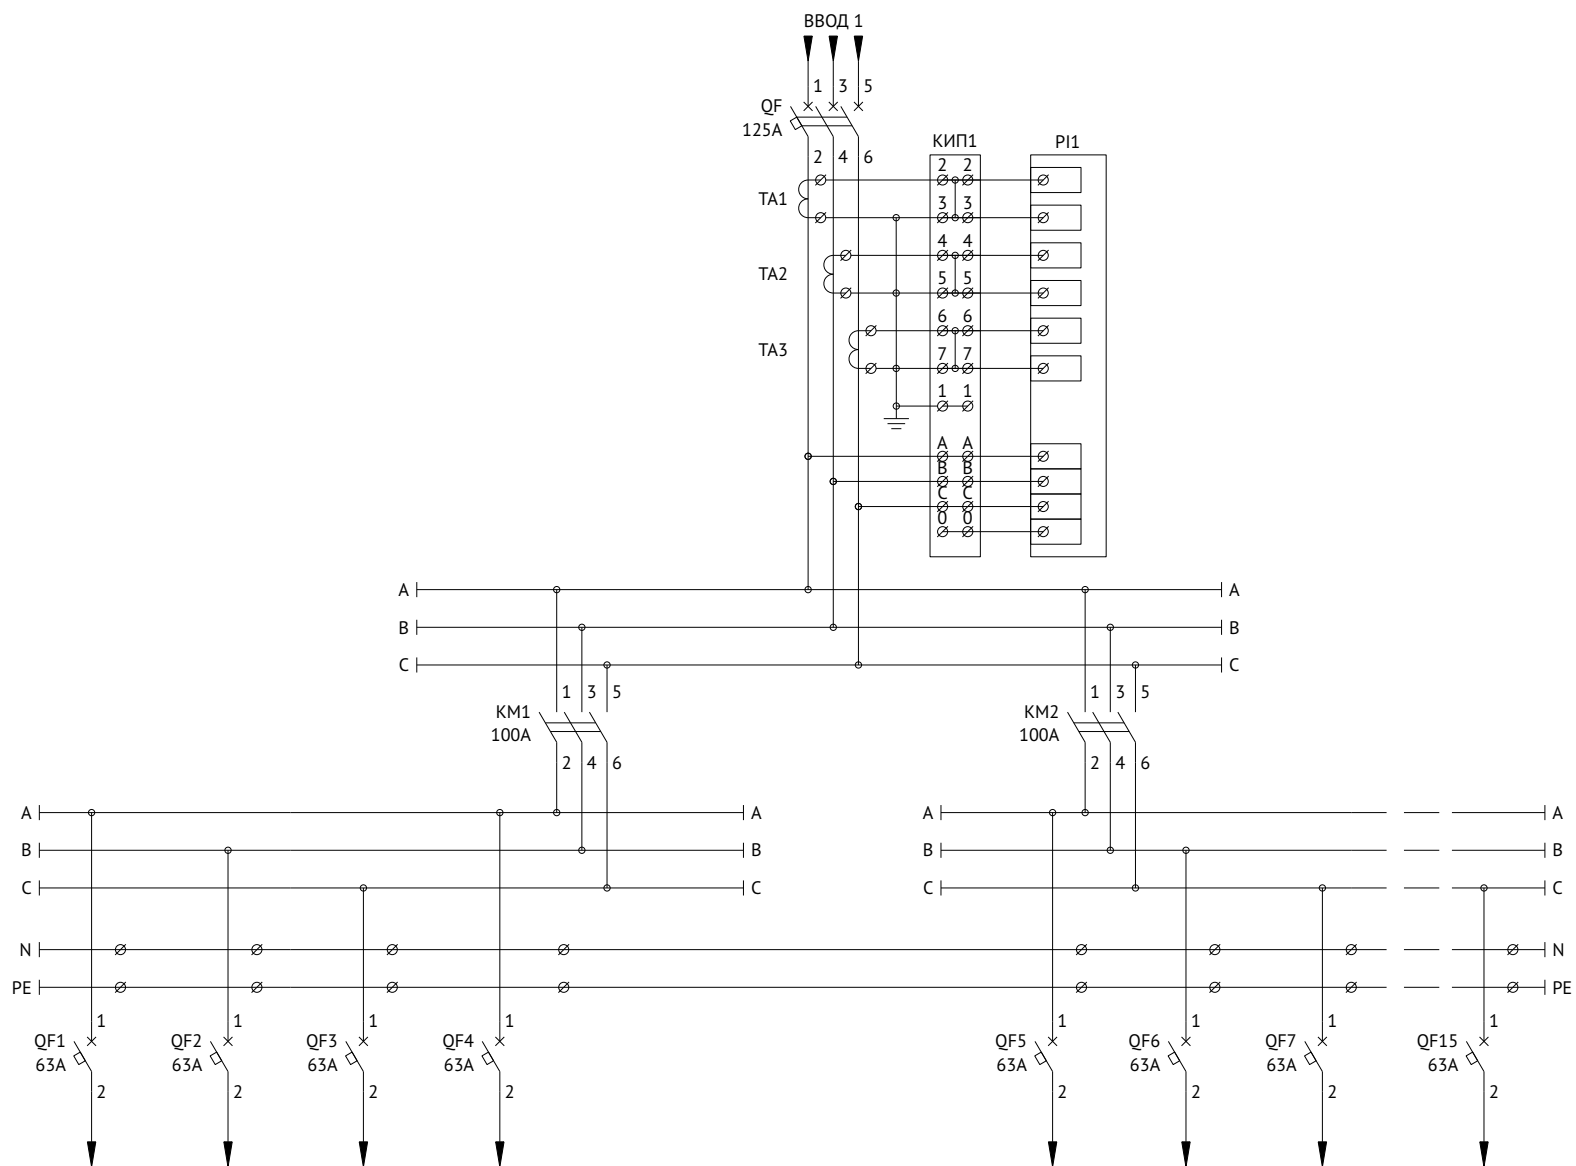 ВВОД 1
1 3 5
QF
125А
2 4 6
КИП1
PI1
2 2
TA1
3 3
4 4
TA2
5 5
6 6
TA3
7 7
1 1
A A
B B
C C
0 0
A A
B B
C C
1 3 5
KM1
100A
2 4 6
1 3 5
KM2
100A
2 4 6
A A
B B
C C
A A
B B
C C
N N
PE PE
1
QF1
63A
2
1
QF2
63A
2
1
QF3
63A
2
1
QF4
63A
2
1
QF5
63A
2
1
QF6
63A
2
1
QF7
63A
2
1
QF15
63A
2